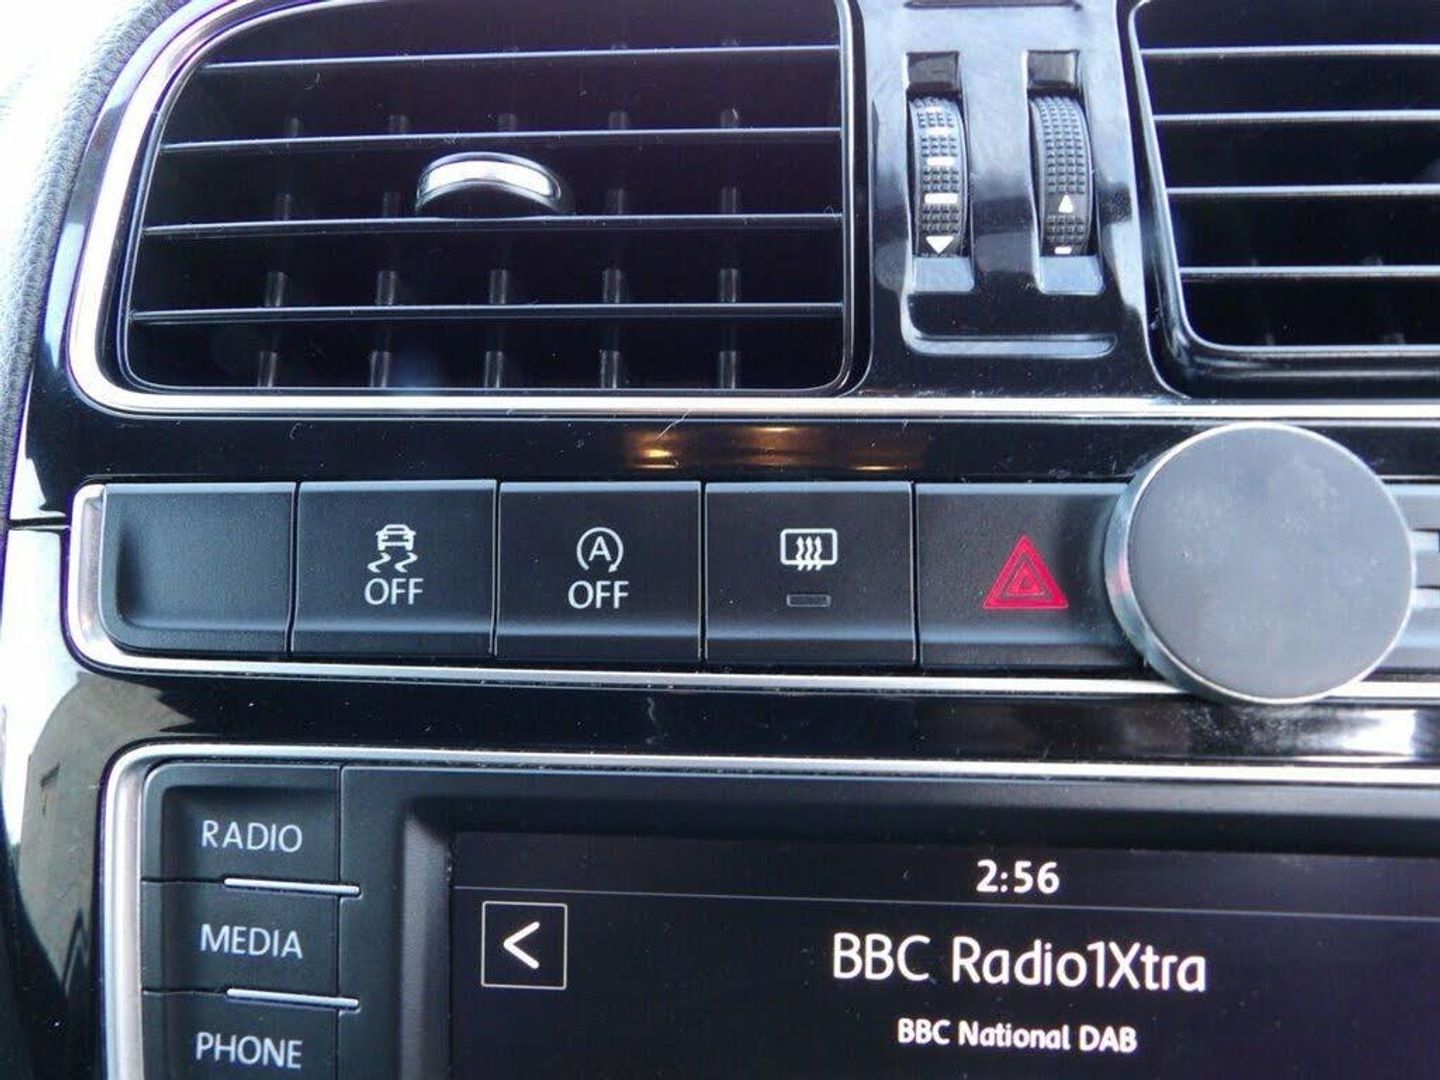 OFF
A
OFF
RADIO
MEDIA
PHONE
2:56
<
BBC Radio1Xtra
BBC National DAB